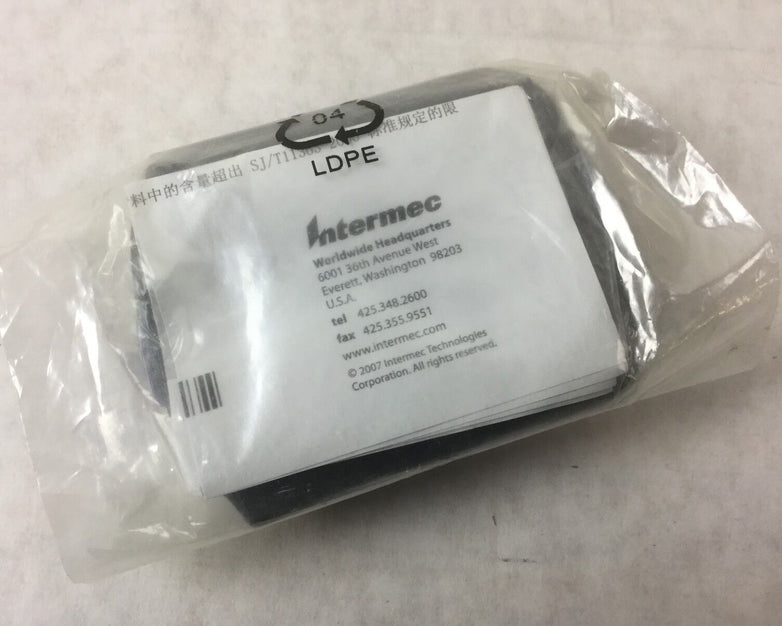 04
LDPE
料中的含量超出 SJ/T11363-2006 标准规定的限
Intermec
Worldwide Headquarters
6001 36th Avenue West
Everett, Washington 98203
U.S.A.
tel 425.348.2600
fax 425.355.9551
www.intermec.com
© 2007 Intermec Technologies
Corporation. All rights reserved.